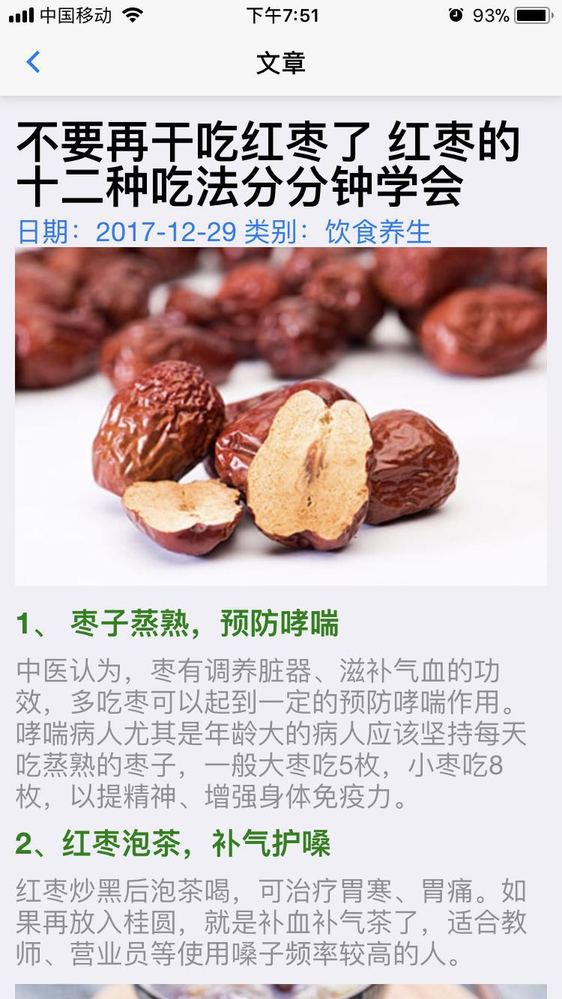 中国移动 下午7:51 93%
文章
不要再干吃红枣了 红枣的
十二种吃法分分钟学会
日期：2017-12-29 类别：饮食养生
1、 枣子蒸熟，预防哮喘
中医认为，枣有调养脏器、滋补气血的功
效，多吃枣可以起到一定的预防哮喘作用。
哮喘病人尤其是年龄大的病人应该坚持每天
吃蒸熟的枣子，一般大枣吃5枚，小枣吃8
枚，以提精神、增强身体免疫力。
2、红枣泡茶，补气护嗓
红枣炒黑后泡茶喝，可治疗胃寒、胃痛。如
果再放入桂圆，就是补血补气茶了，适合教
师、营业员等使用嗓子频率较高的人。